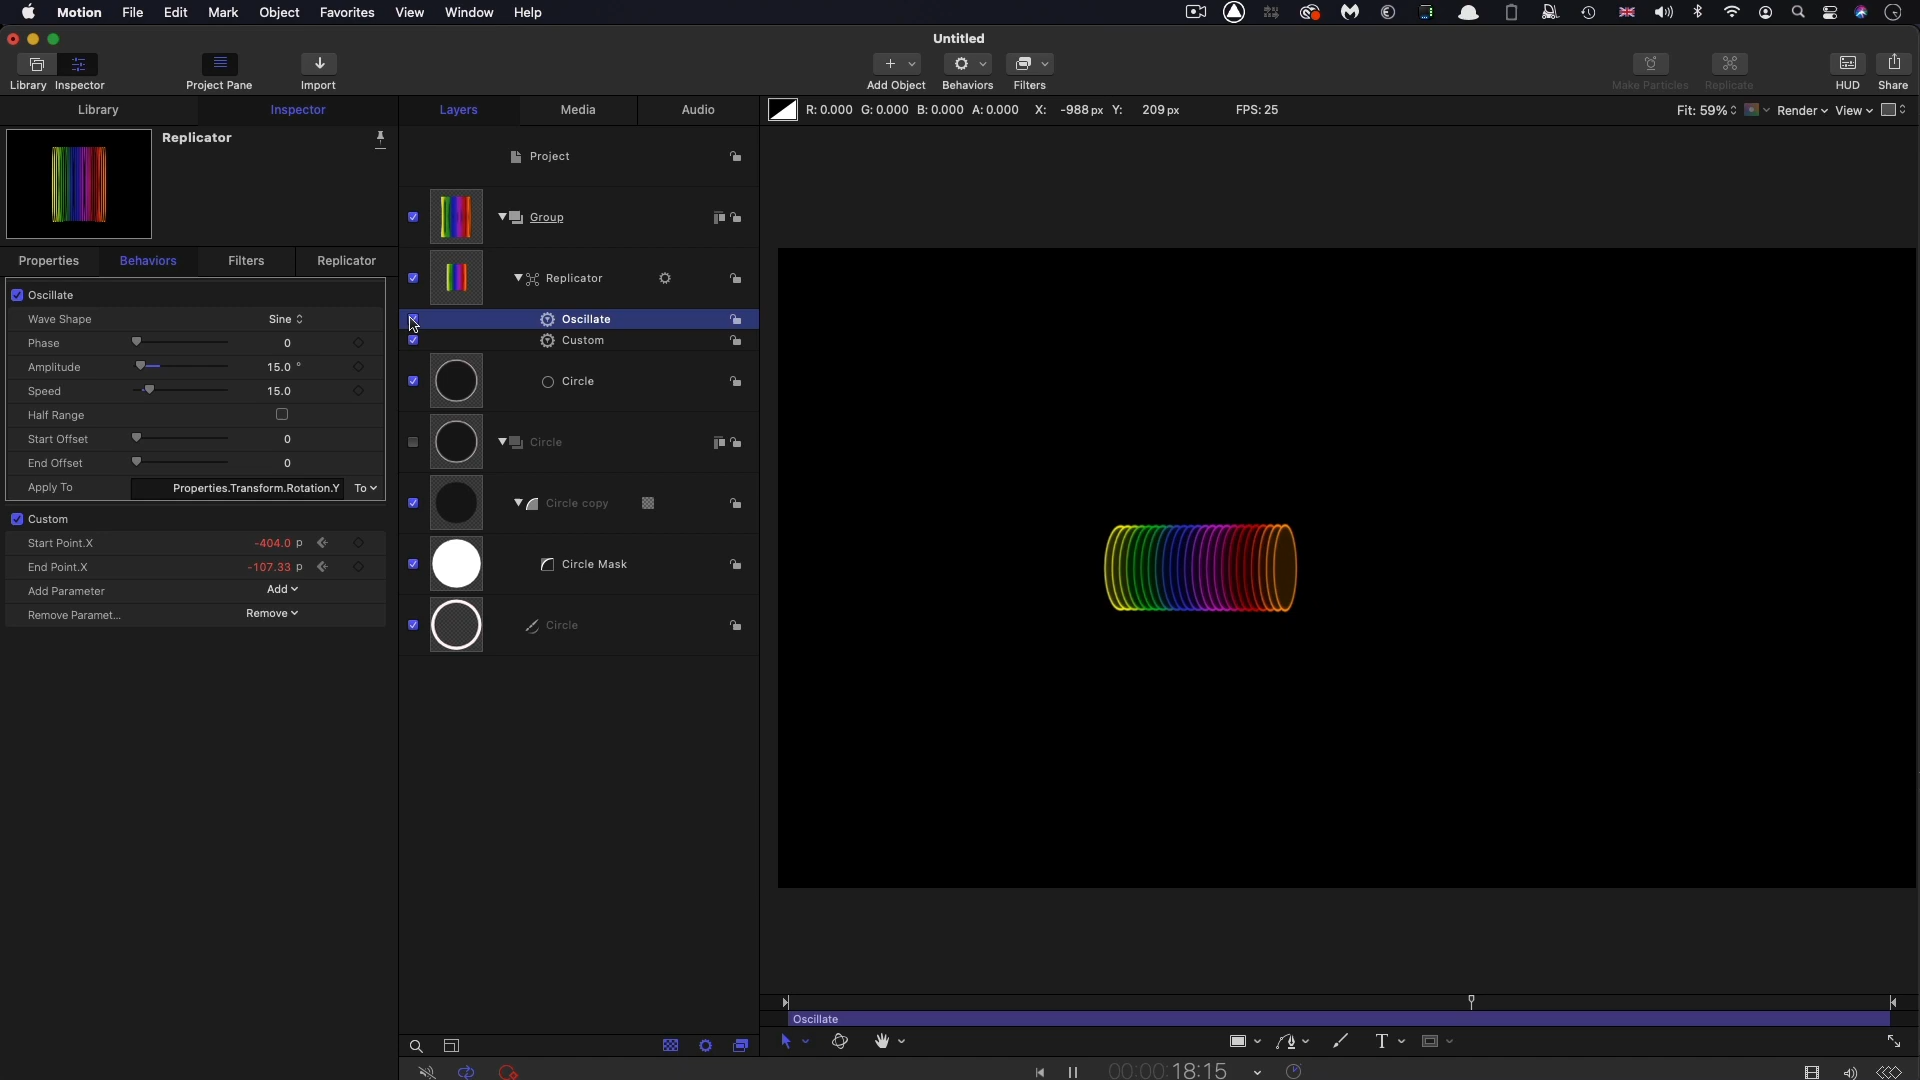 Motion File Edit Mark Object Favorites View Window Help
Untitled
Library Inspector Project Pane Import Add Object Behaviors Filters Make Particles Replicate HUD Share
Library Inspector Layers Media Audio R: 0.000 G: 0.000 B: 0.000 A: 0.000 X: -988 px Y: 209 px FPS: 25 Fit: 59% Render View
Replicator
Properties Behaviors Filters Replicator
Oscillate
Wave Shape Sine
Phase 0
Amplitude 15.0 °
Speed 15.0
Half Range
Start Offset 0
End Offset 0
Apply To Properties.Transform.Rotation.Y To
Custom
Start Point.X -404.0 p
End Point.X -107.33 p
Add Parameter Add
Remove Paramet... Remove
Project
Group
Replicator
Oscillate
Custom
Circle
Circle
Circle copy
Circle Mask
Circle
Oscillate
T
00:00:18:15